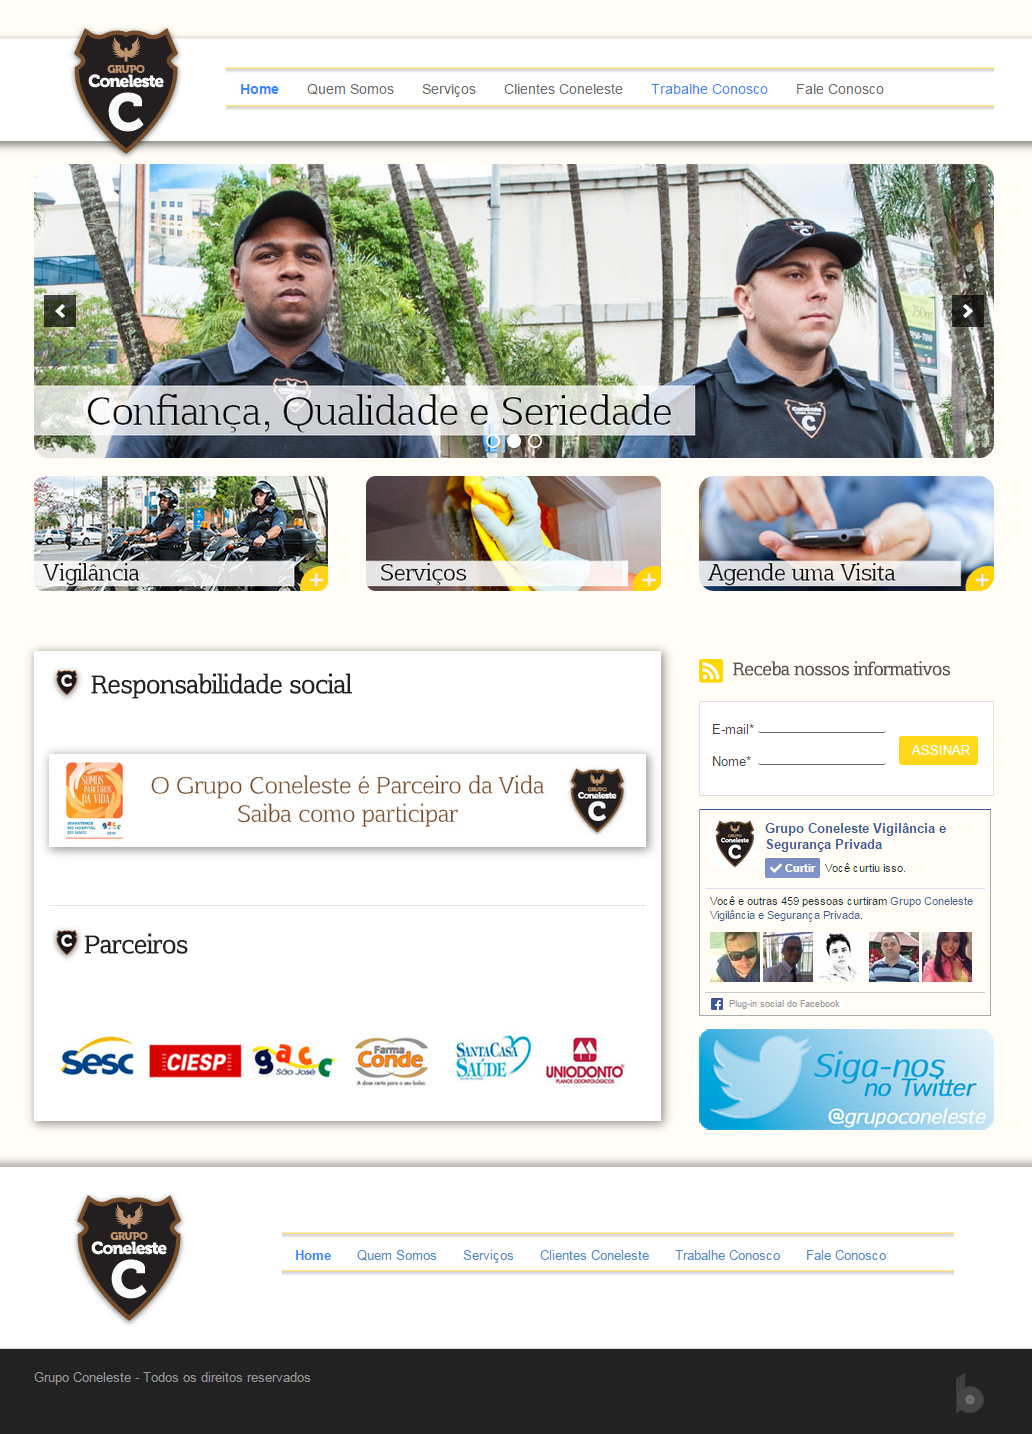 GRUPO
Coneleste
C
Home Quem Somos Serviços Clientes Coneleste Trabalhe Conosco Fale Conosco
Confiança, Qualidade e Seriedade
Vigilância
Serviços
Agende uma Visita
Responsabilidade social
SOMOS
PARCEIROS
DA VIDA
O Grupo Coneleste é Parceiro da Vida
Saiba como participar
Coneleste
C
Parceiros
Sesc
CIESP
gacc
São José
Farma
Conde
A dose certa para o seu bolso
SANTA CASA
SAÚDE
UNIODONTO
PLANOS ODONTOLÓGICOS
Receba nossos informativos
E-mail*
Nome*
ASSINAR
Grupo Coneleste Vigilância e
Segurança Privada
Curtir Você curtiu isso.
Você e outras 459 pessoas curtiram Grupo Coneleste
Vigilância e Segurança Privada.
Plug-in social do Facebook
Siga-nos
no Twitter
@grupoconeleste
GRUPO
Coneleste
C
Home Quem Somos Serviços Clientes Coneleste Trabalhe Conosco Fale Conosco
Grupo Coneleste - Todos os direitos reservados
b